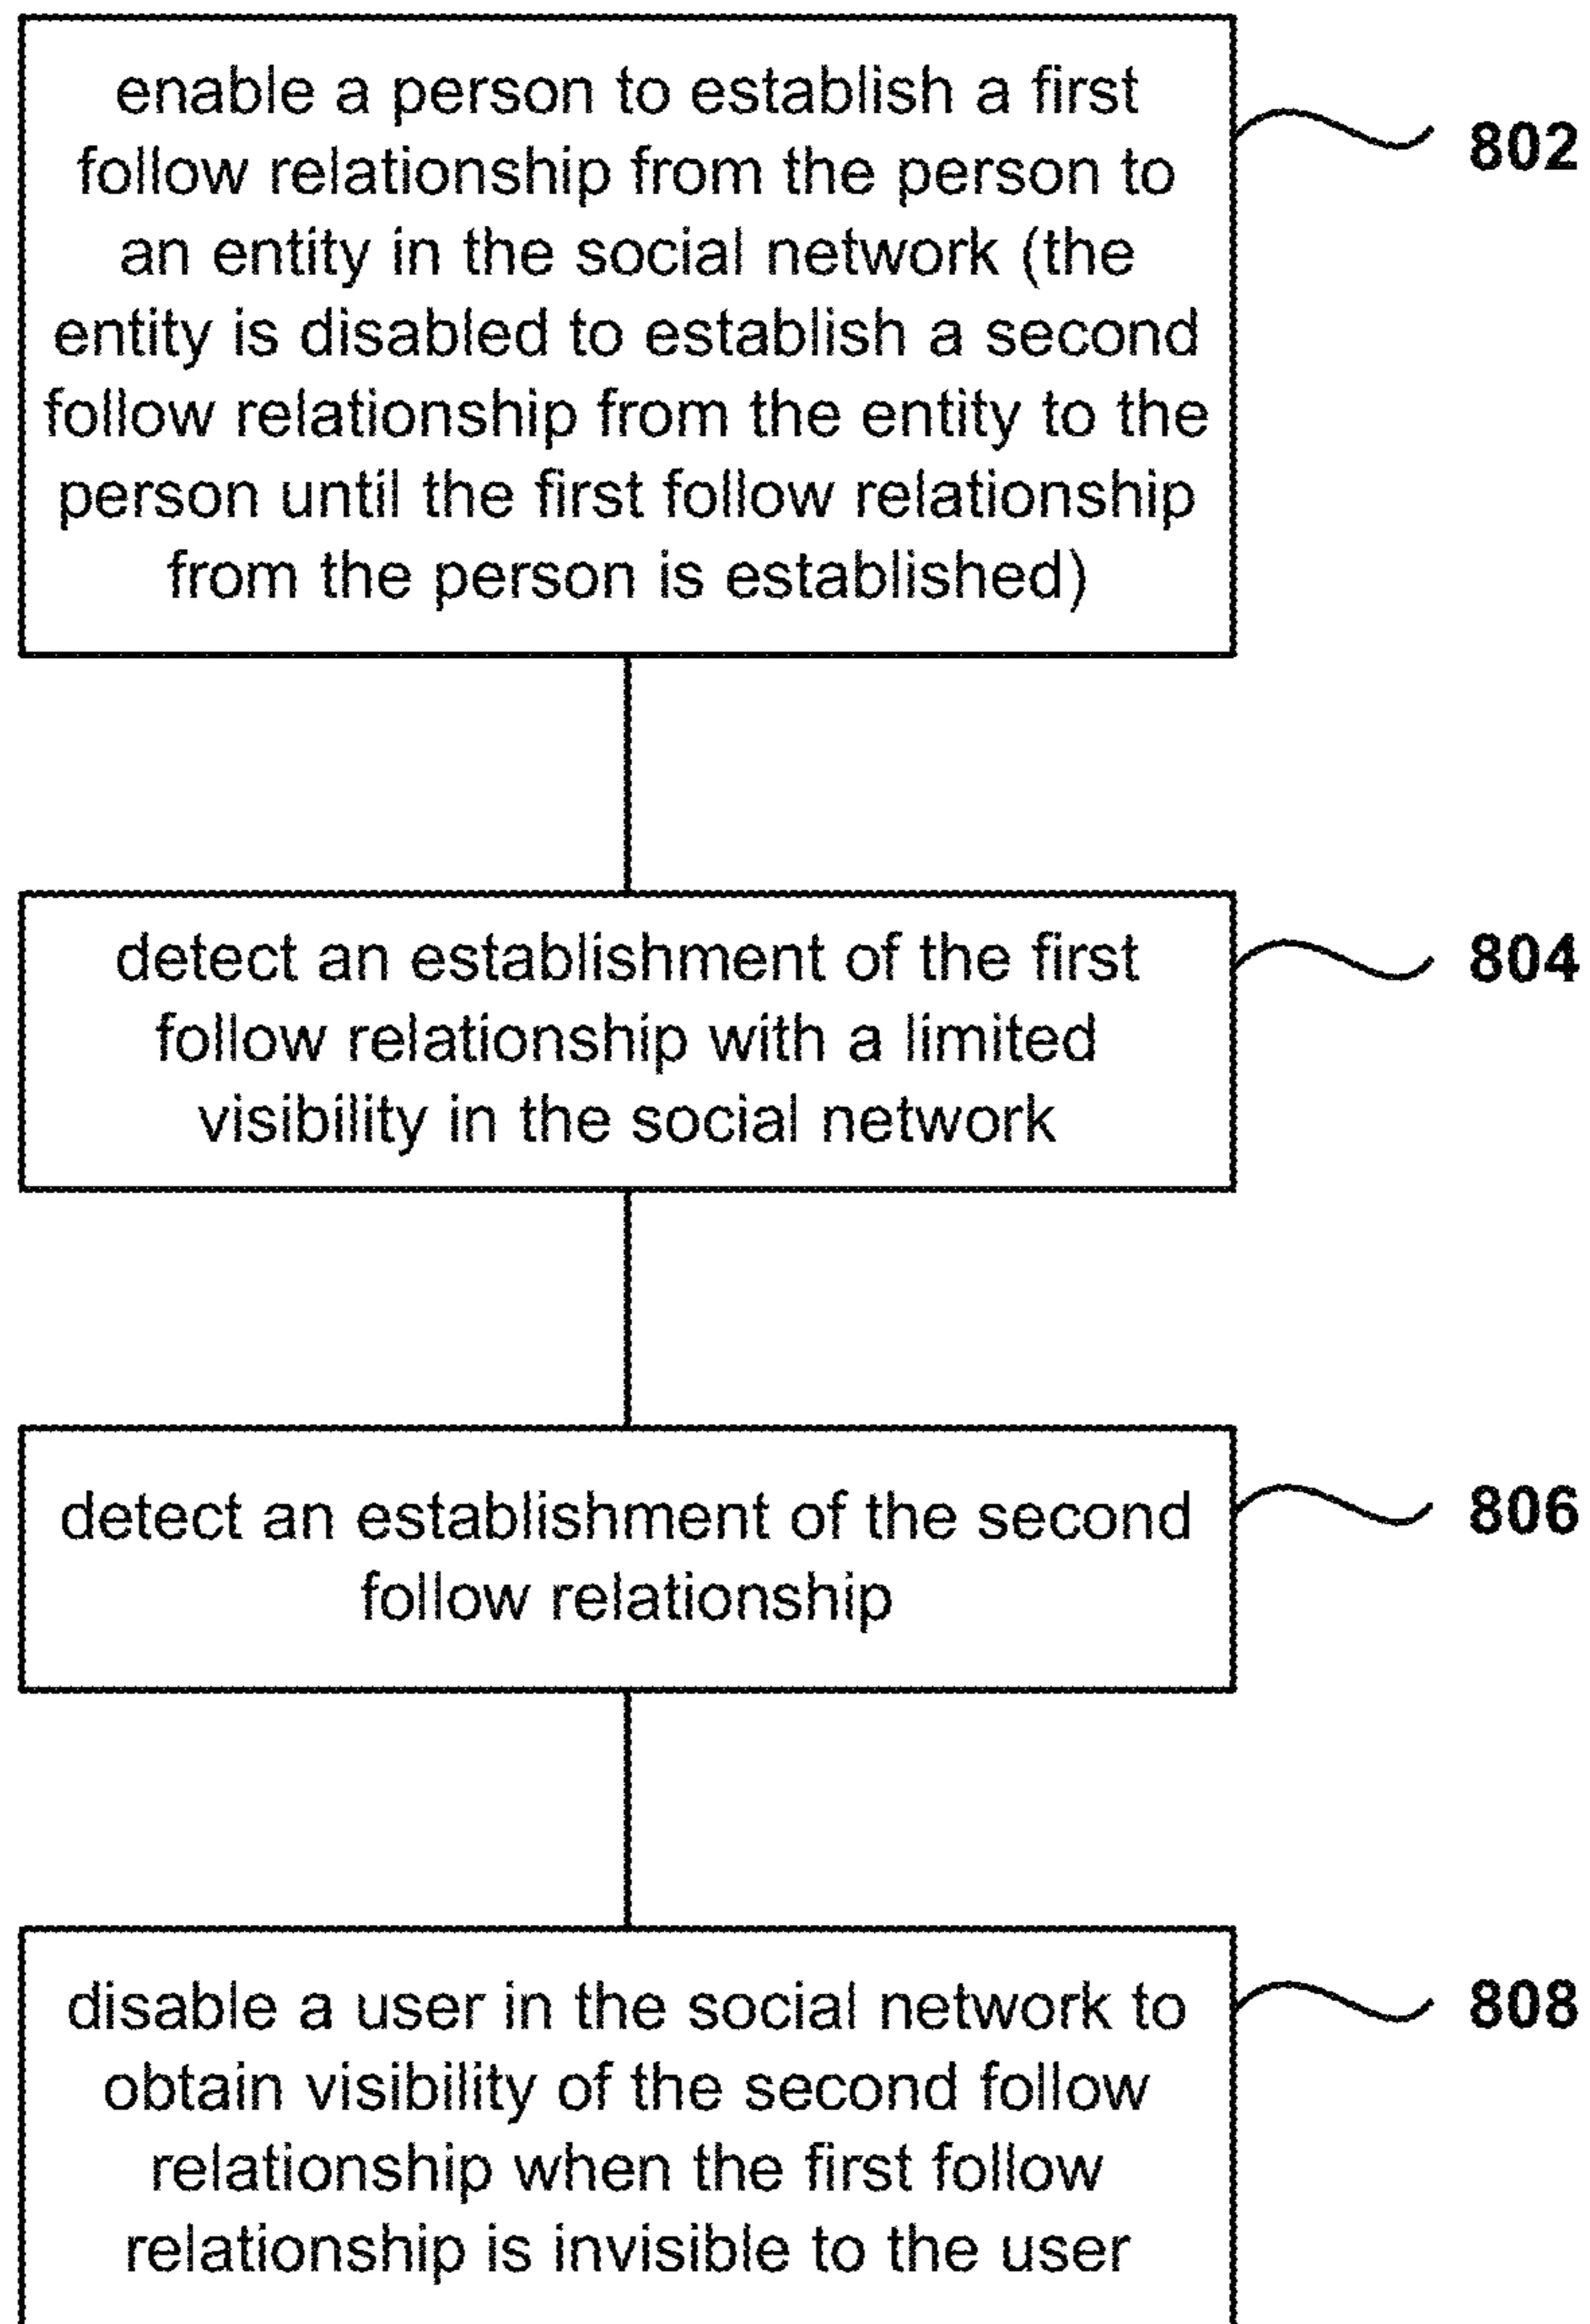 enable a person to establish a first
follow relationship from the person to
an entity in the social network (the
entity is disabled to establish a second
follow relationship from the entity to the
person until the first follow relationship
from the person is established)
802
detect an establishment of the first
follow relationship with a limited
visibility in the social network
804
detect an establishment of the second
follow relationship
806
disable a user in the social network to
obtain visibility of the second follow
relationship when the first follow
relationship is invisible to the user
808